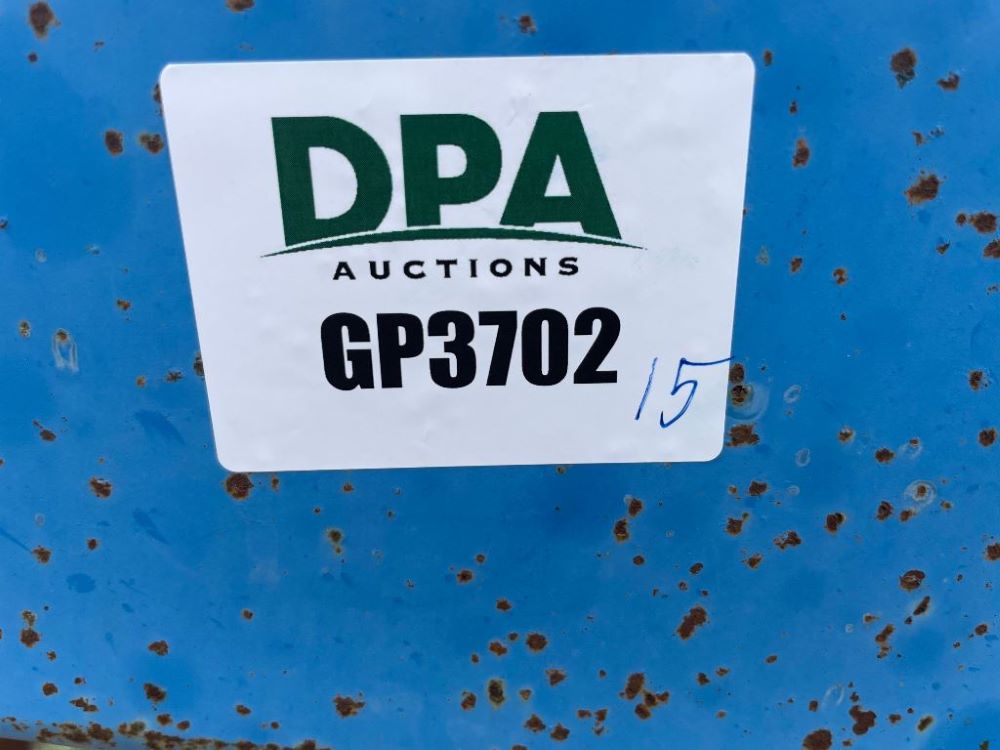 DPA
AUCTIONS
GP3702
15